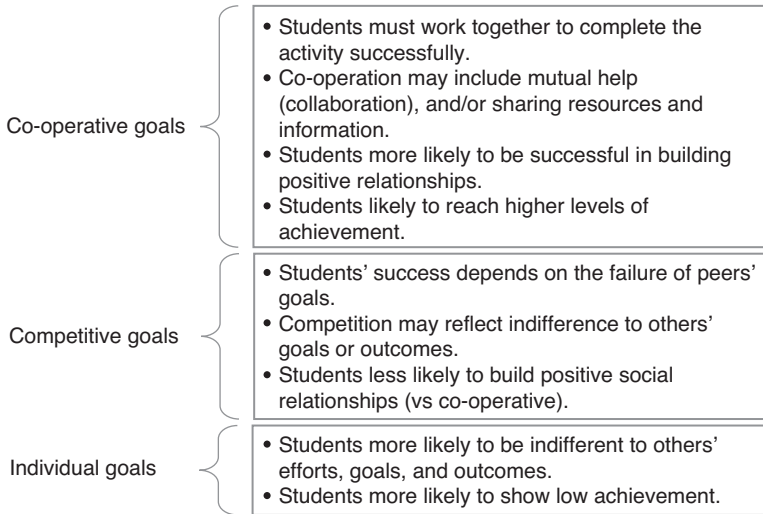 Co-operative goals
• Students must work together to complete the
activity successfully.
• Co-operation may include mutual help
(collaboration), and/or sharing resources and
information.
• Students more likely to be successful in building
positive relationships.
• Students likely to reach higher levels of
achievement.
Competitive goals
• Students’ success depends on the failure of peers’
goals.
• Competition may reflect indifference to others’
goals or outcomes.
• Students less likely to build positive social
relationships (vs co-operative).
Individual goals
• Students more likely to be indifferent to others’
efforts, goals, and outcomes.
• Students more likely to show low achievement.